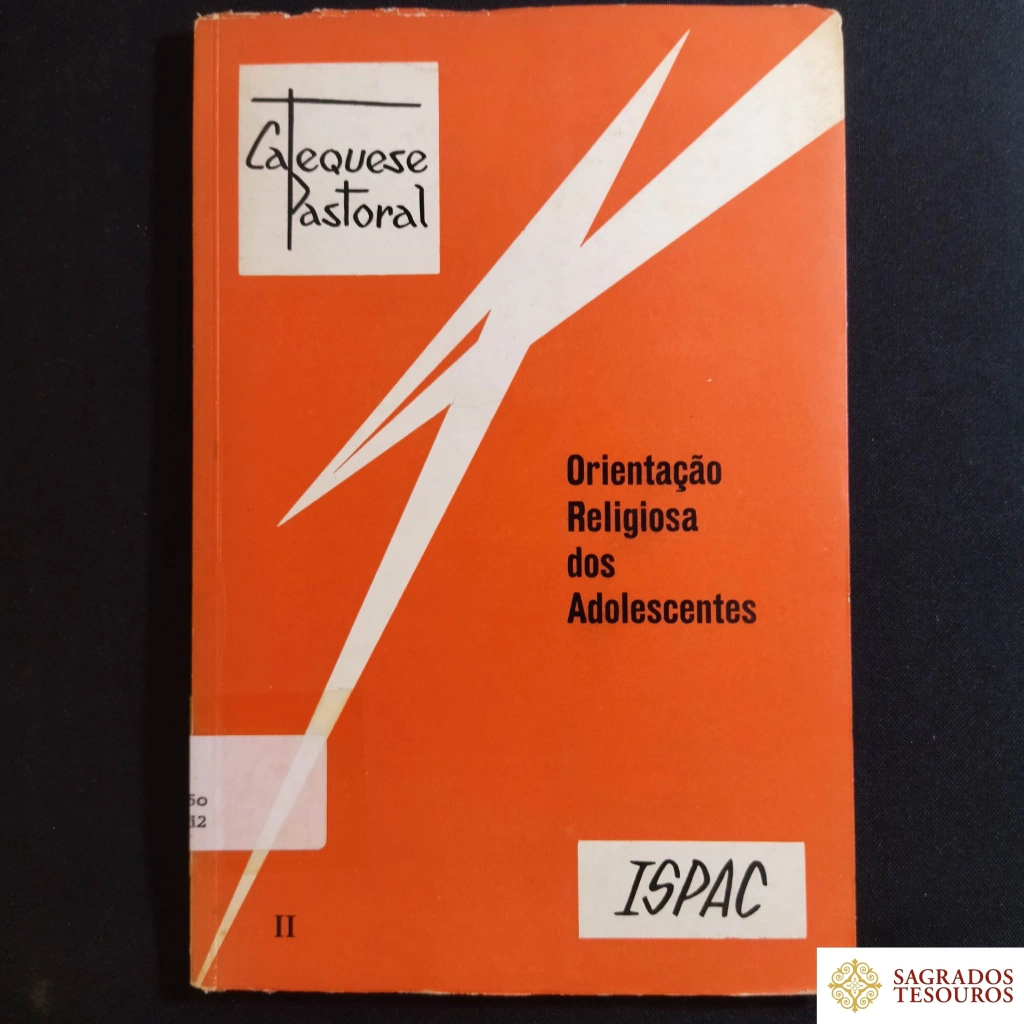 Catequese
Pastoral
Orientação
Religiosa
dos
Adolescentes
ISPAC
II
SAGRADOS
TESOUROS